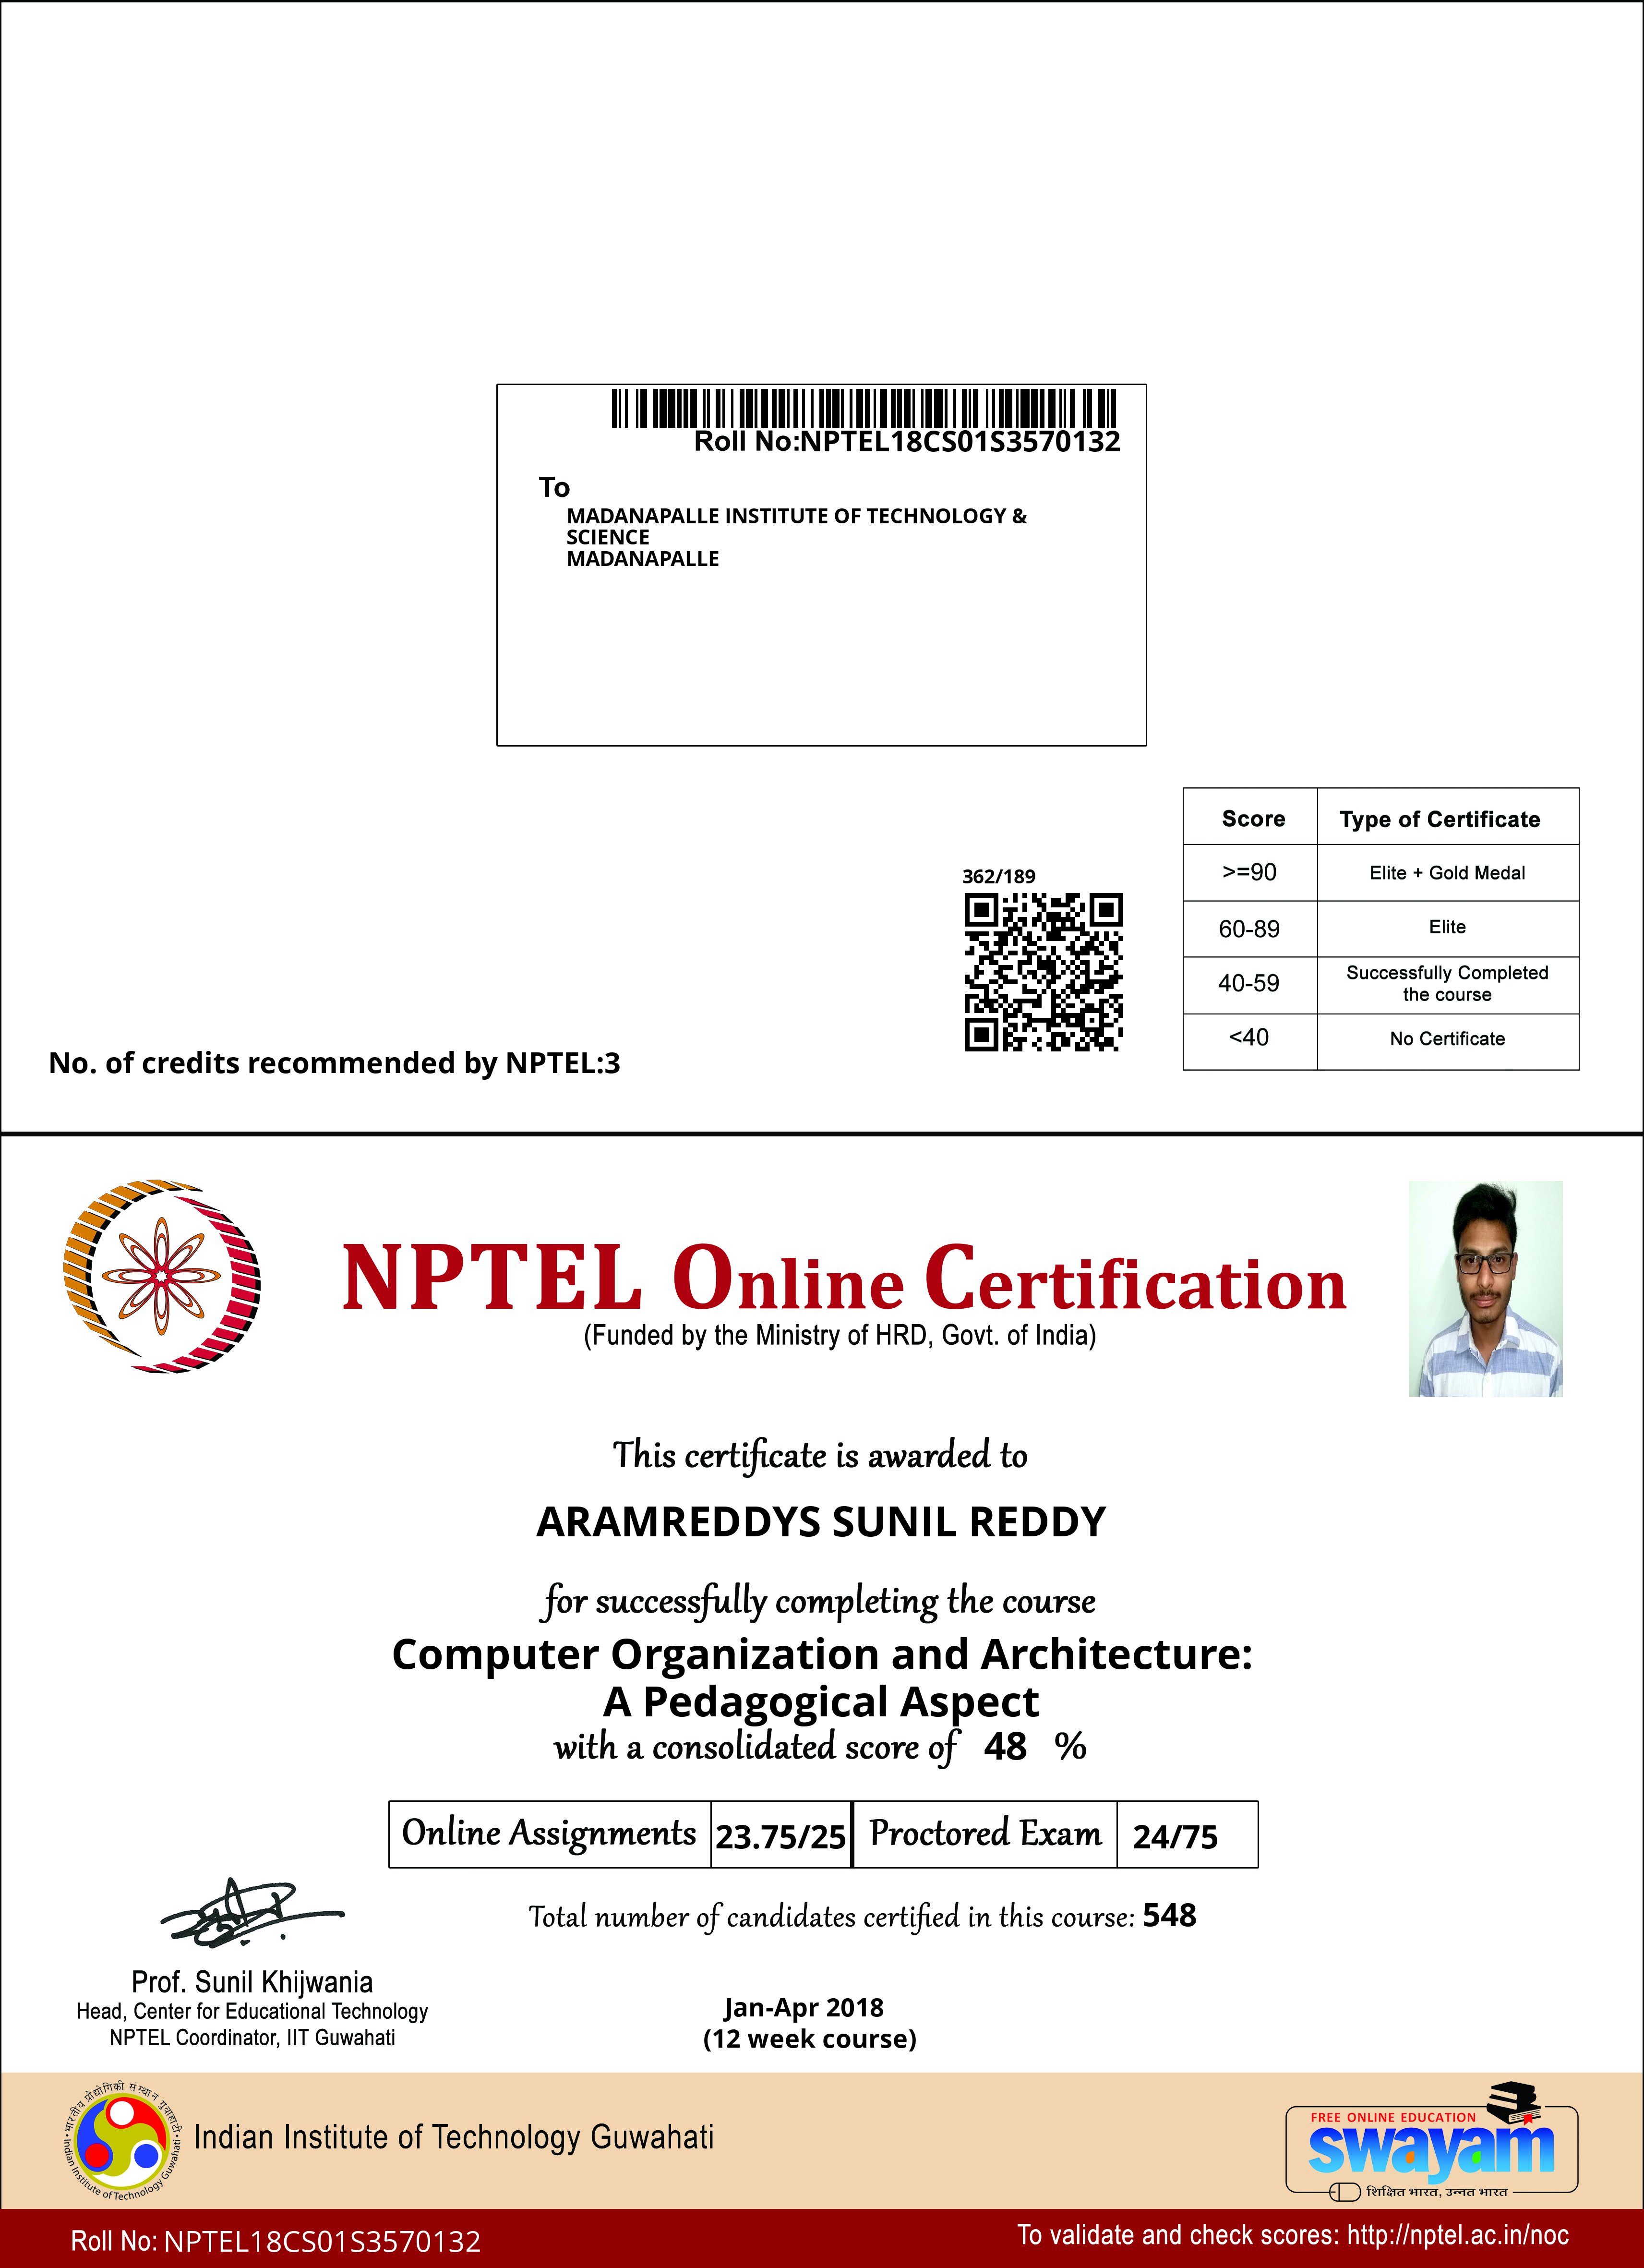 Roll No:NPTEL18CS01S3570132
To
MADANAPALLE INSTITUTE OF TECHNOLOGY &
SCIENCE
MADANAPALLE
Score Type of Certificate
>=90 Elite + Gold Medal
60-89 Elite
40-59 Successfully Completed
the course
<40 No Certificate
362/189
No. of credits recommended by NPTEL:3
NPTEL Online Certification
(Funded by the Ministry of HRD, Govt. of India)
This certificate is awarded to
ARAMREDDYS SUNIL REDDY
for successfully completing the course
Computer Organization and Architecture:
A Pedagogical Aspect
with a consolidated score of 48 %
Online Assignments 23.75/25 Proctored Exam 24/75
Total number of candidates certified in this course: 548
Prof. Sunil Khijwania
Head, Center for Educational Technology
NPTEL Coordinator, IIT Guwahati
Jan-Apr 2018
(12 week course)
भारतीय प्रौद्योगिकी संस्थान गुवाहाटी
Indian Institute of Technology Guwahati
Indian Institute of Technology Guwahati
FREE ONLINE EDUCATION
swayam
शिक्षित भारत, उन्नत भारत
Roll No: NPTEL18CS01S3570132
To validate and check scores: http://nptel.ac.in/noc